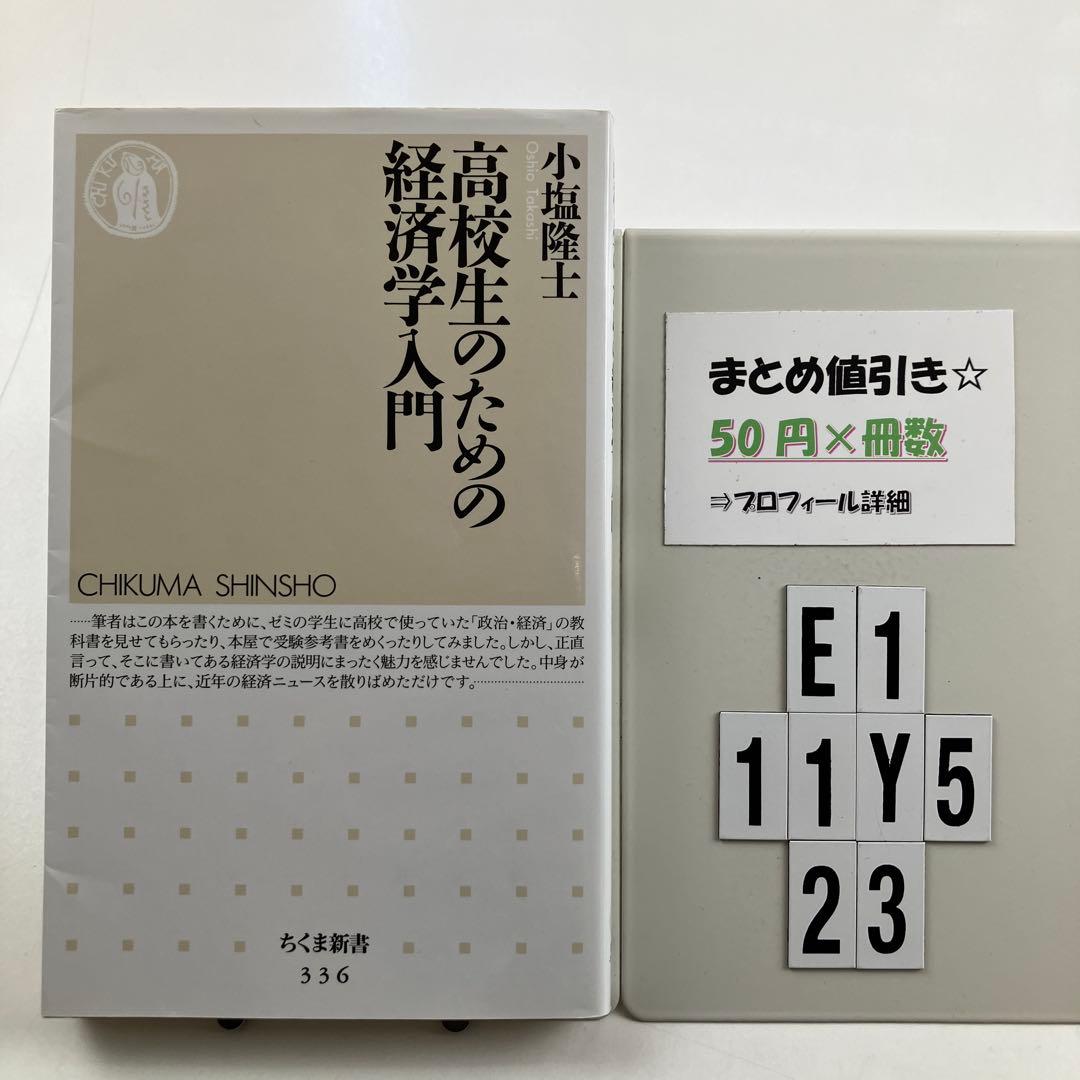 小塩隆士
Oshio Takashi
高校生のための
経済学入門
CHIKUMA
CHIKUMA SHINSHO
……筆者はこの本を書くために、ゼミの学生に高校で使っていた「政治・経済」の教
科書を見せてもらったり、本屋で受験参考書をめくったりしてみました。しかし、正直
言って、そこに書いてある経済学の説明にまったく魅力を感じませんでした。中身が
断片的である上に、近年の経済ニュースを散りばめただけです。……………………………
ちくま新書
336
まとめ値引き☆
50円×冊数
⇒プロフィール詳細
E1
11Y5
23